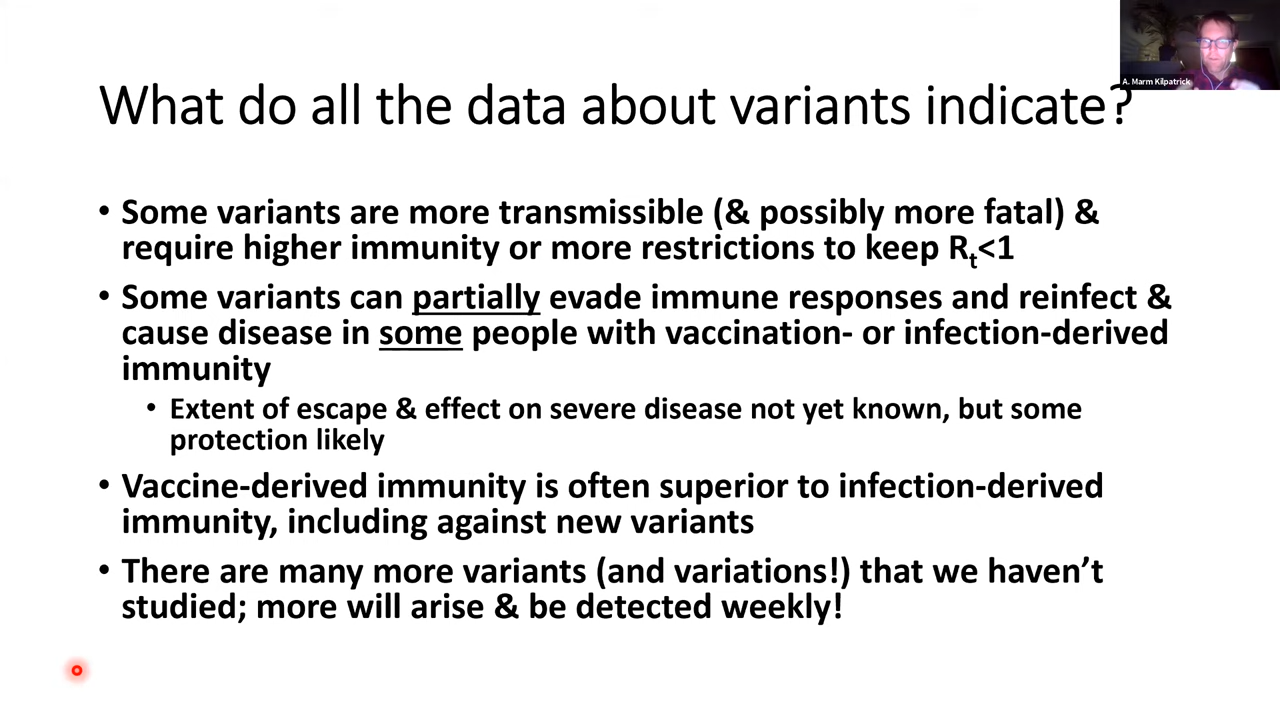 A. Marm Kilpatrick
What do all the data about variants indicate?
• Some variants are more transmissible (& possibly more fatal) &
require higher immunity or more restrictions to keep Rt<1
• Some variants can partially evade immune responses and reinfect &
cause disease in some people with vaccination- or infection-derived
immunity
• Extent of escape & effect on severe disease not yet known, but some
protection likely
• Vaccine-derived immunity is often superior to infection-derived
immunity, including against new variants
• There are many more variants (and variations!) that we haven’t
studied; more will arise & be detected weekly!